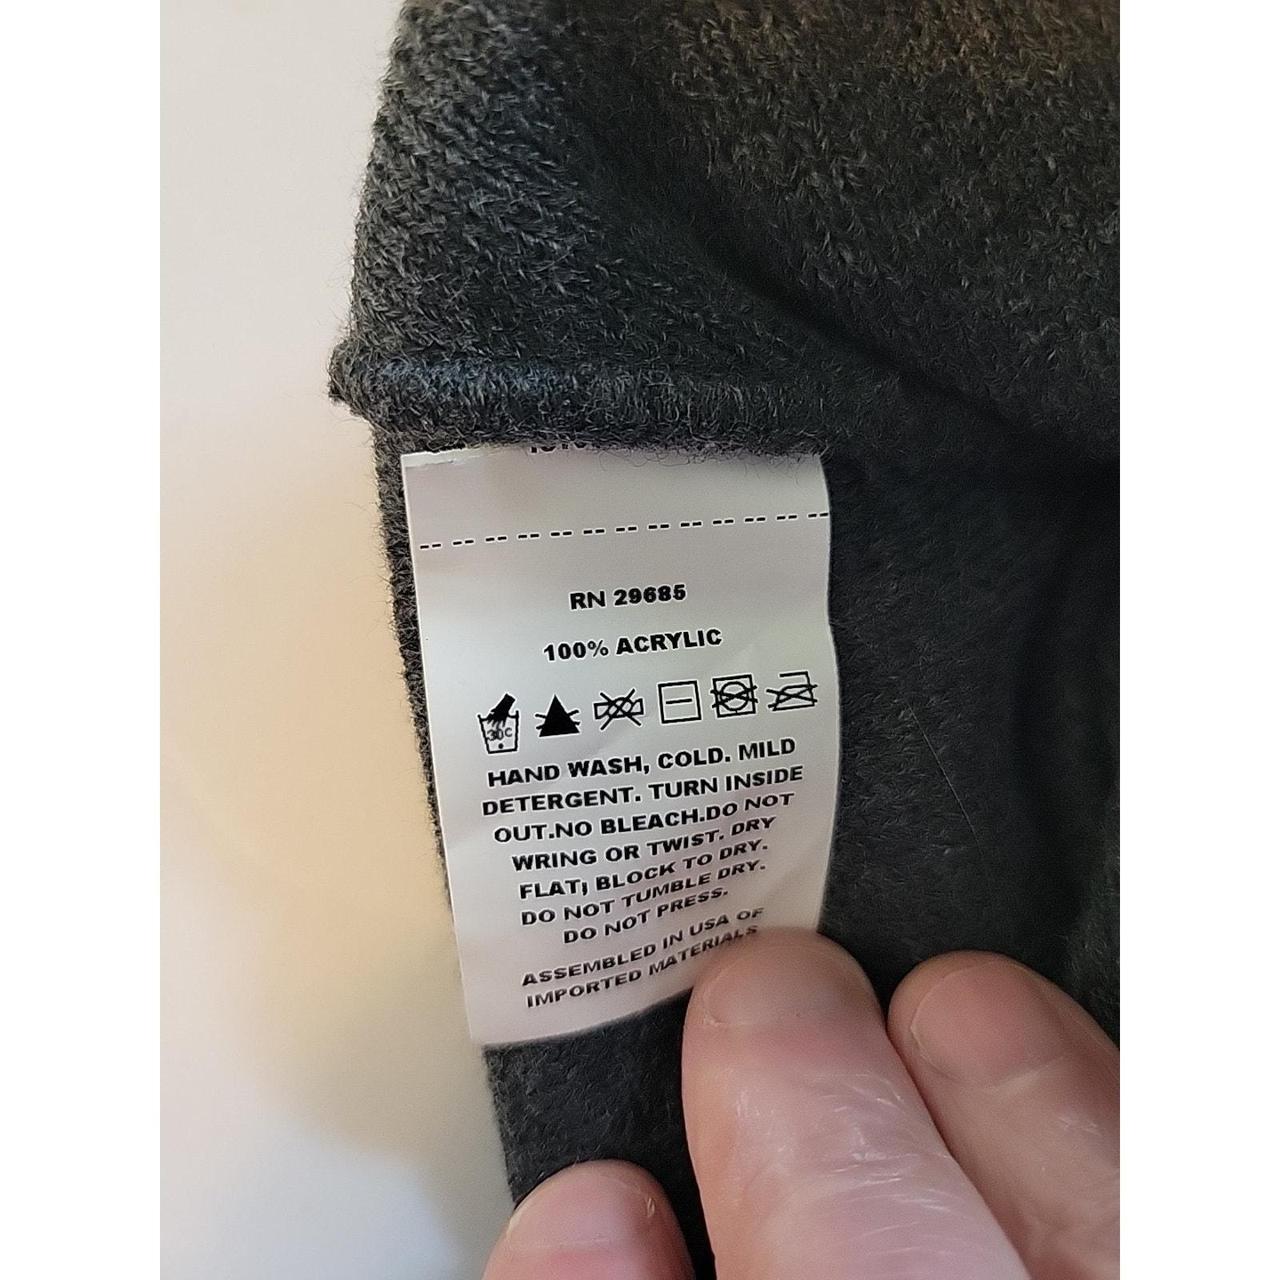 RN 29685
100% ACRYLIC
30C
HAND WASH, COLD. MILD
DETERGENT. TURN INSIDE
OUT.NO BLEACH.DO NOT
WRING OR TWIST. DRY
FLAT; BLOCK TO DRY.
DO NOT TUMBLE DRY.
DO NOT PRESS.
ASSEMBLED IN USA OF
IMPORTED MATERIALS